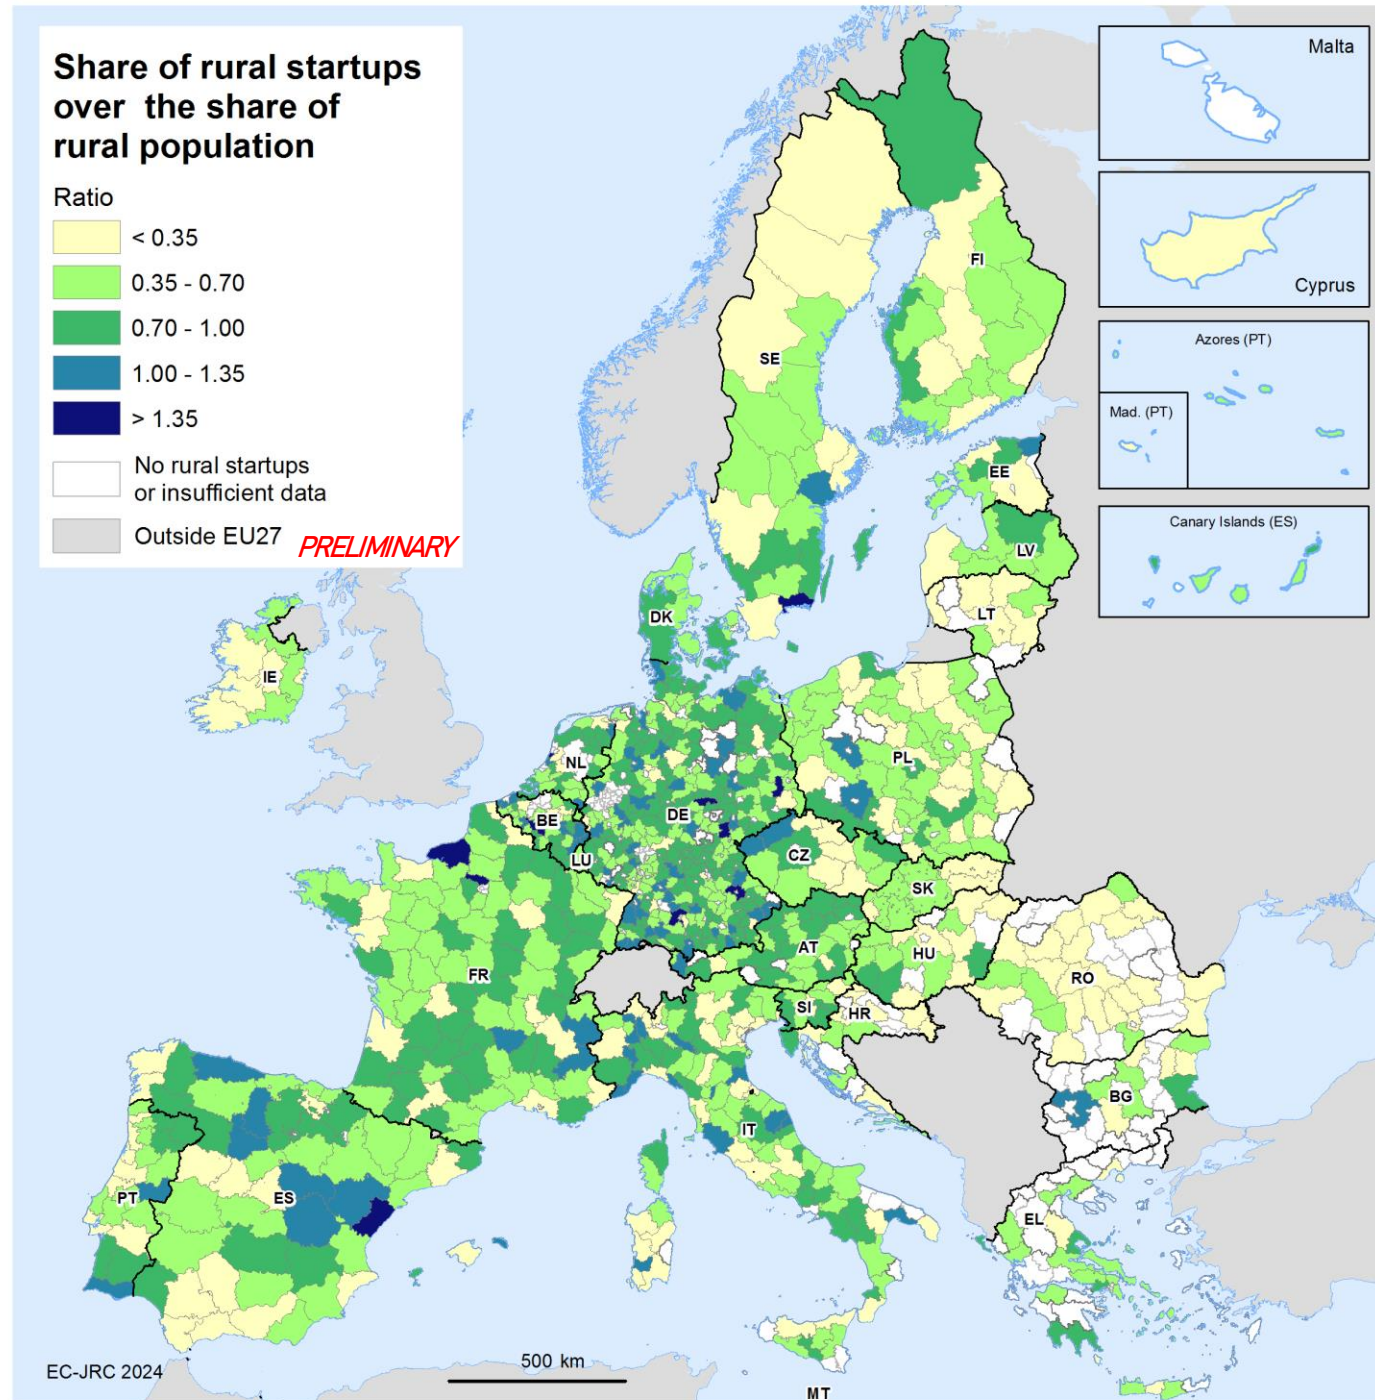 Share of rural startups
over the share of
rural population
Ratio
< 0.35
0.35 - 0.70
0.70 - 1.00
1.00 - 1.35
> 1.35
No rural startups
or insufficient data
Outside EU27
PRELIMINARY
Malta
Cyprus
Azores (PT)
Mad. (PT)
Canary Islands (ES)
FI
SE
EE
LV
LT
DK
IE
NL
PL
BE
DE
LU
CZ
SK
FR
AT
HU
RO
SI
HR
BG
IT
PT
ES
EL
EC-JRC 2024
500 km
MT